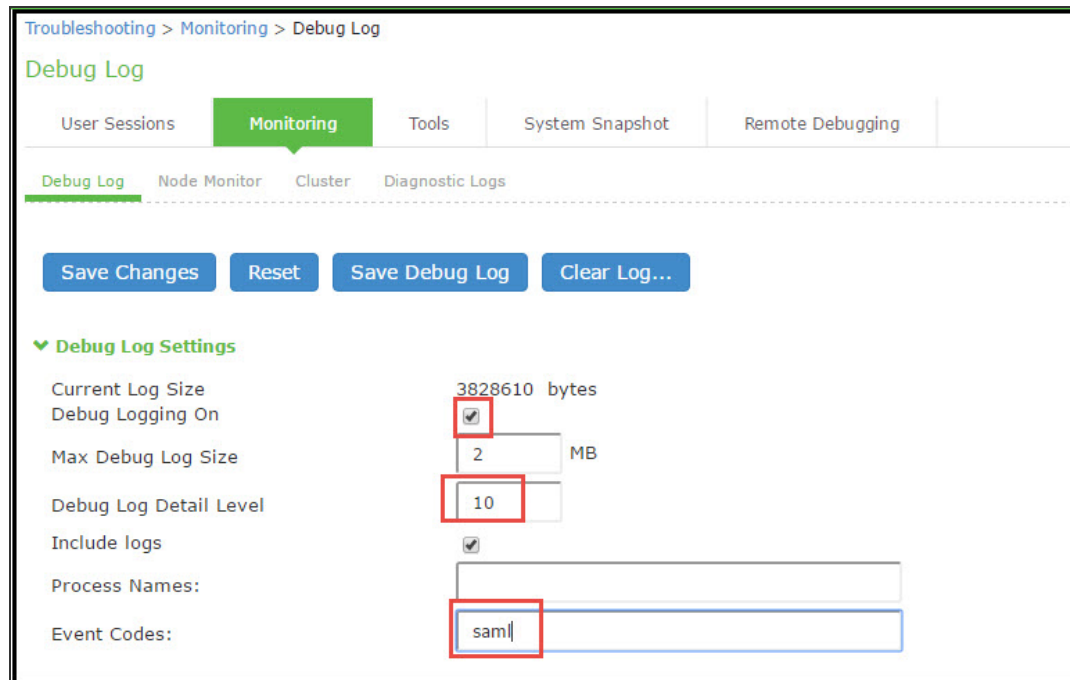 Troubleshooting > Monitoring > Debug Log
Debug Log
User Sessions Monitoring Tools System Snapshot Remote Debugging
Debug Log Node Monitor Cluster Diagnostic Logs
Save Changes Reset Save Debug Log Clear Log...
Debug Log Settings
Current Log Size 3828610 bytes
Debug Logging On
Max Debug Log Size 2 MB
Debug Log Detail Level 10
Include logs
Process Names:
Event Codes: saml